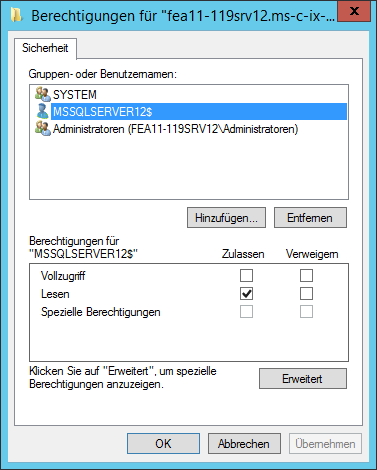 Berechtigungen für "fea11-119srv12.ms-c-ix-...
Sicherheit
Gruppen- oder Benutzernamen:
SYSTEM
MSSQLSERVER12$
Administratoren (FEA11-119SRV12\Administratoren)
Hinzufügen... Entfernen
Berechtigungen für
"MSSQLSERVER12$" Zulassen Verweigern
Vollzugriff
Lesen
Spezielle Berechtigungen
Klicken Sie auf "Erweitert", um spezielle
Berechtigungen anzuzeigen.
Erweitert
OK Abbrechen Übernehmen